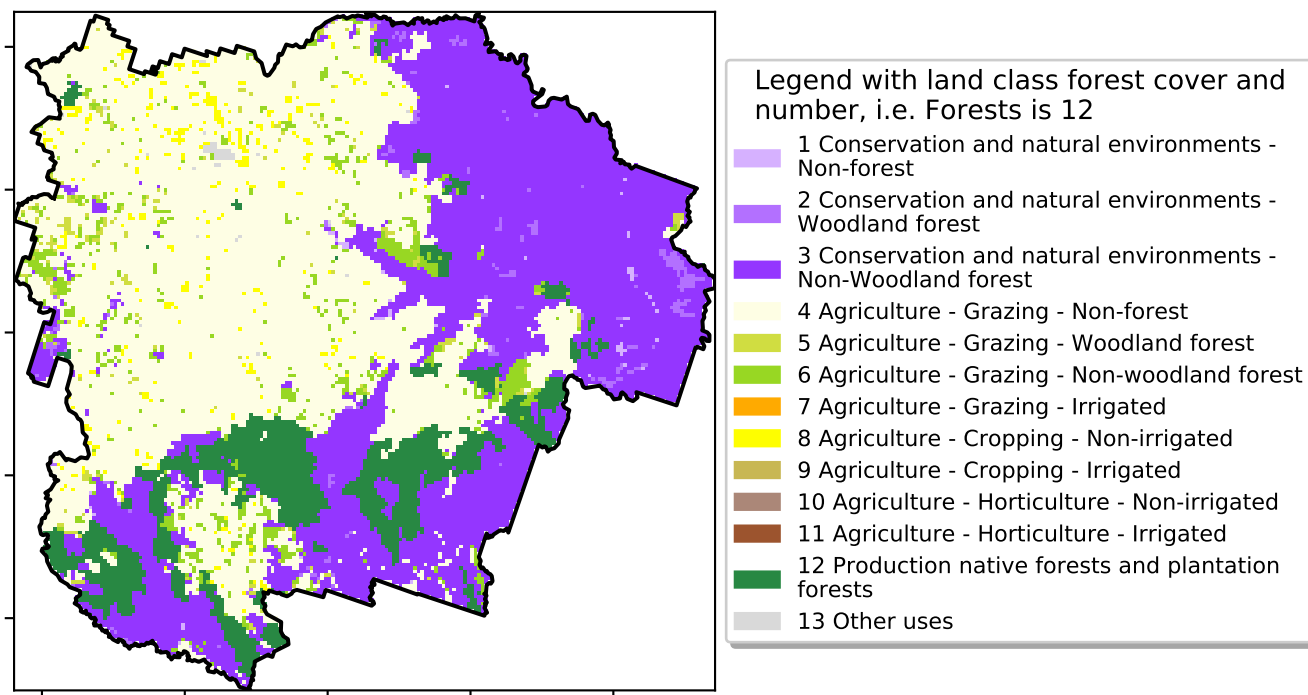 Legend with land class forest cover and
number, i.e. Forests is 12
1 Conservation and natural environments -
Non-forest
2 Conservation and natural environments -
Woodland forest
3 Conservation and natural environments -
Non-Woodland forest
4 Agriculture - Grazing - Non-forest
5 Agriculture - Grazing - Woodland forest
6 Agriculture - Grazing - Non-woodland forest
7 Agriculture - Grazing - Irrigated
8 Agriculture - Cropping - Non-irrigated
9 Agriculture - Cropping - Irrigated
10 Agriculture - Horticulture - Non-irrigated
11 Agriculture - Horticulture - Irrigated
12 Production native forests and plantation
forests
13 Other uses